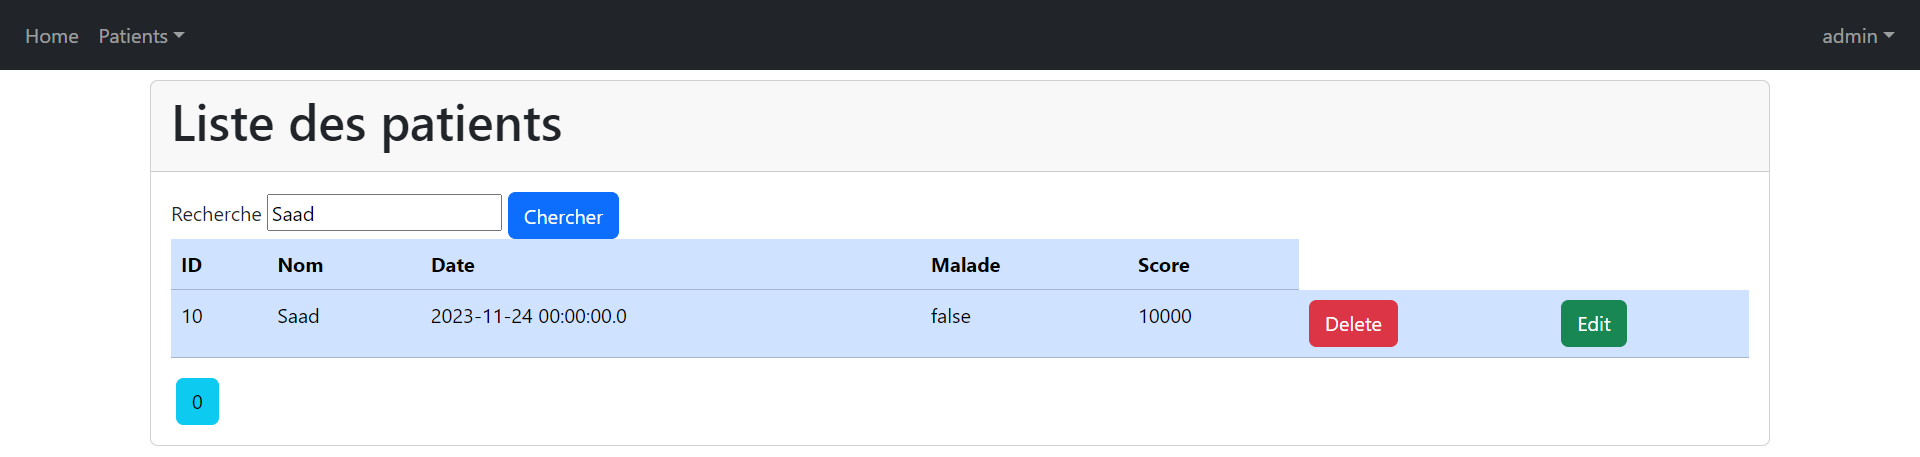 Home Patients admin
Liste des patients
Recherche Saad Chercher
ID Nom Date Malade Score
10 Saad 2023-11-24 00:00:00.0 false 10000 Delete Edit
0